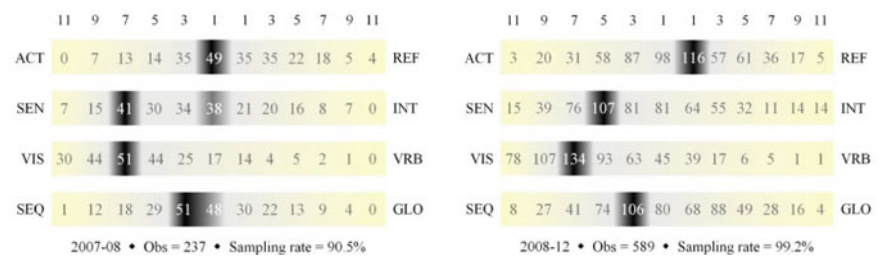 11 9 7 5 3 1 1 3 5 7 9 11
ACT 0 7 13 14 35 49 35 35 22 18 5 4 REF
SEN 7 15 41 30 34 38 21 20 16 8 7 0 INT
VIS 30 44 51 44 25 17 14 4 5 2 1 0 VRB
SEQ 1 12 18 29 51 48 30 22 13 9 4 0 GLO
2007-08 ◆ Obs = 237 ◆ Sampling rate = 90.5%
11 9 7 5 3 1 1 3 5 7 9 11
ACT 3 20 31 58 87 98 116 57 61 36 17 5 REF
SEN 15 39 76 107 81 81 64 55 32 11 14 14 INT
VIS 78 107 134 93 63 45 39 17 6 5 1 1 VRB
SEQ 8 27 41 74 106 80 68 88 49 28 16 4 GLO
2008-12 ◆ Obs = 589 ◆ Sampling rate = 99.2%